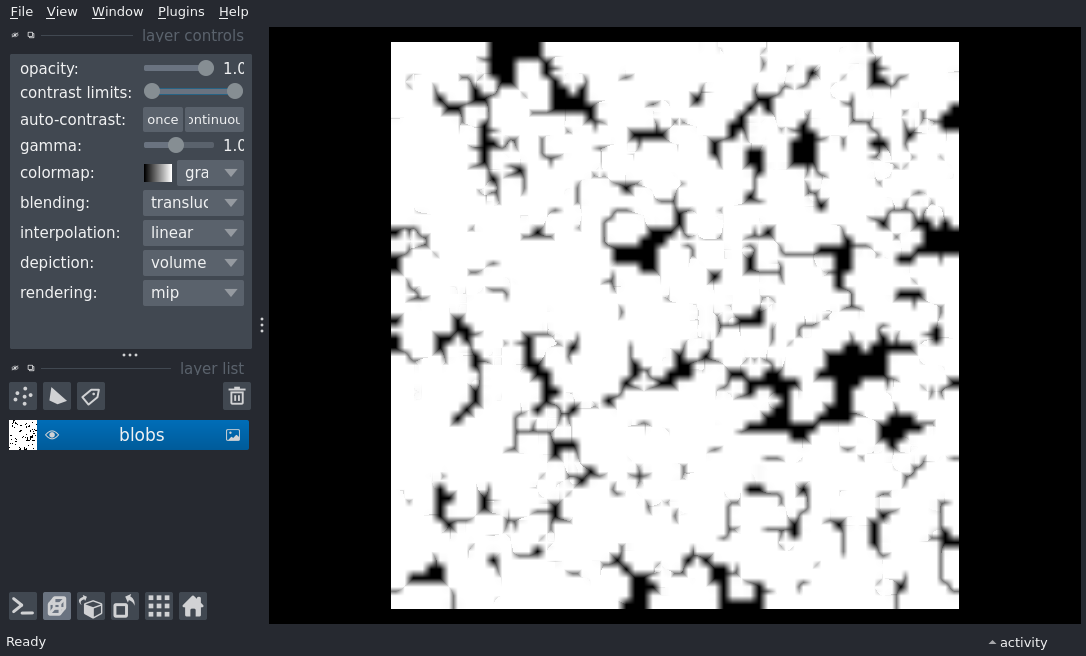 File View Window Plugins Help
layer controls
opacity: 1.0
contrast limits:
auto-contrast: once ontinuou
gamma: 1.0
colormap: gra
blending: transluc
interpolation: linear
depiction: volume
rendering: mip
layer list
blobs
Ready activity